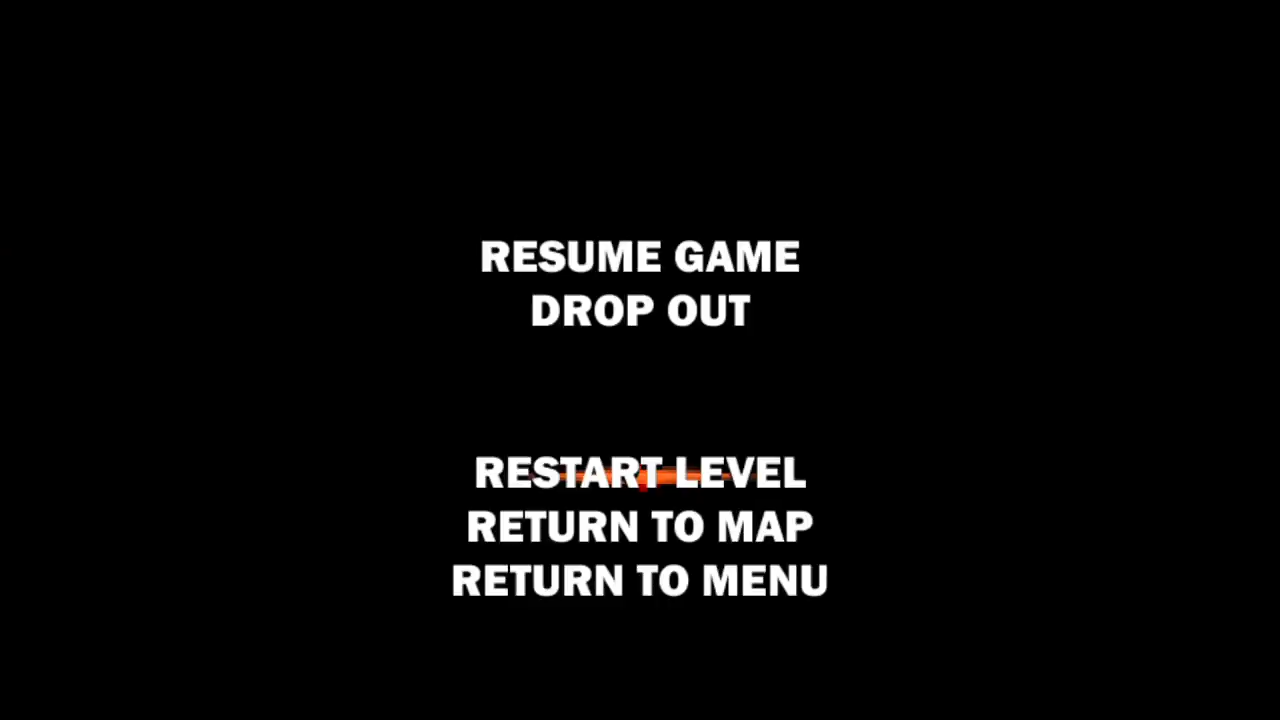 RESUME GAME
DROP OUT
RESTART LEVEL
RETURN TO MAP
RETURN TO MENU